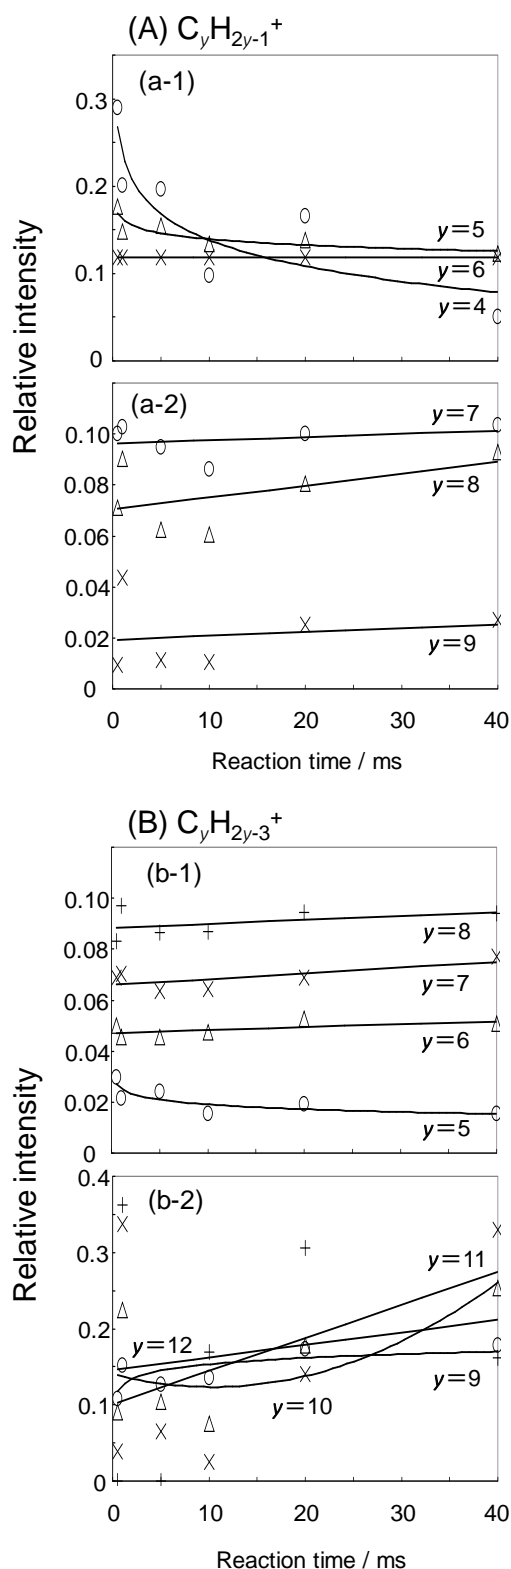 (A) CyH2y-1+
(a-1)
0.3
0.2
0.1
0
y=5
y=6
y=4
Relative intensity
(a-2)
0.10
0.08
0.06
0.04
0.02
0
y=7
y=8
y=9
0 10 20 30 40
Reaction time / ms
(B) CyH2y-3+
(b-1)
0.10
0.08
0.06
0.04
0.02
0
y=8
y=7
y=6
y=5
Relative intensity
(b-2)
0.4
0.3
0.2
0.1
0
y=11
y=12
y=9
y=10
0 10 20 30 40
Reaction time / ms